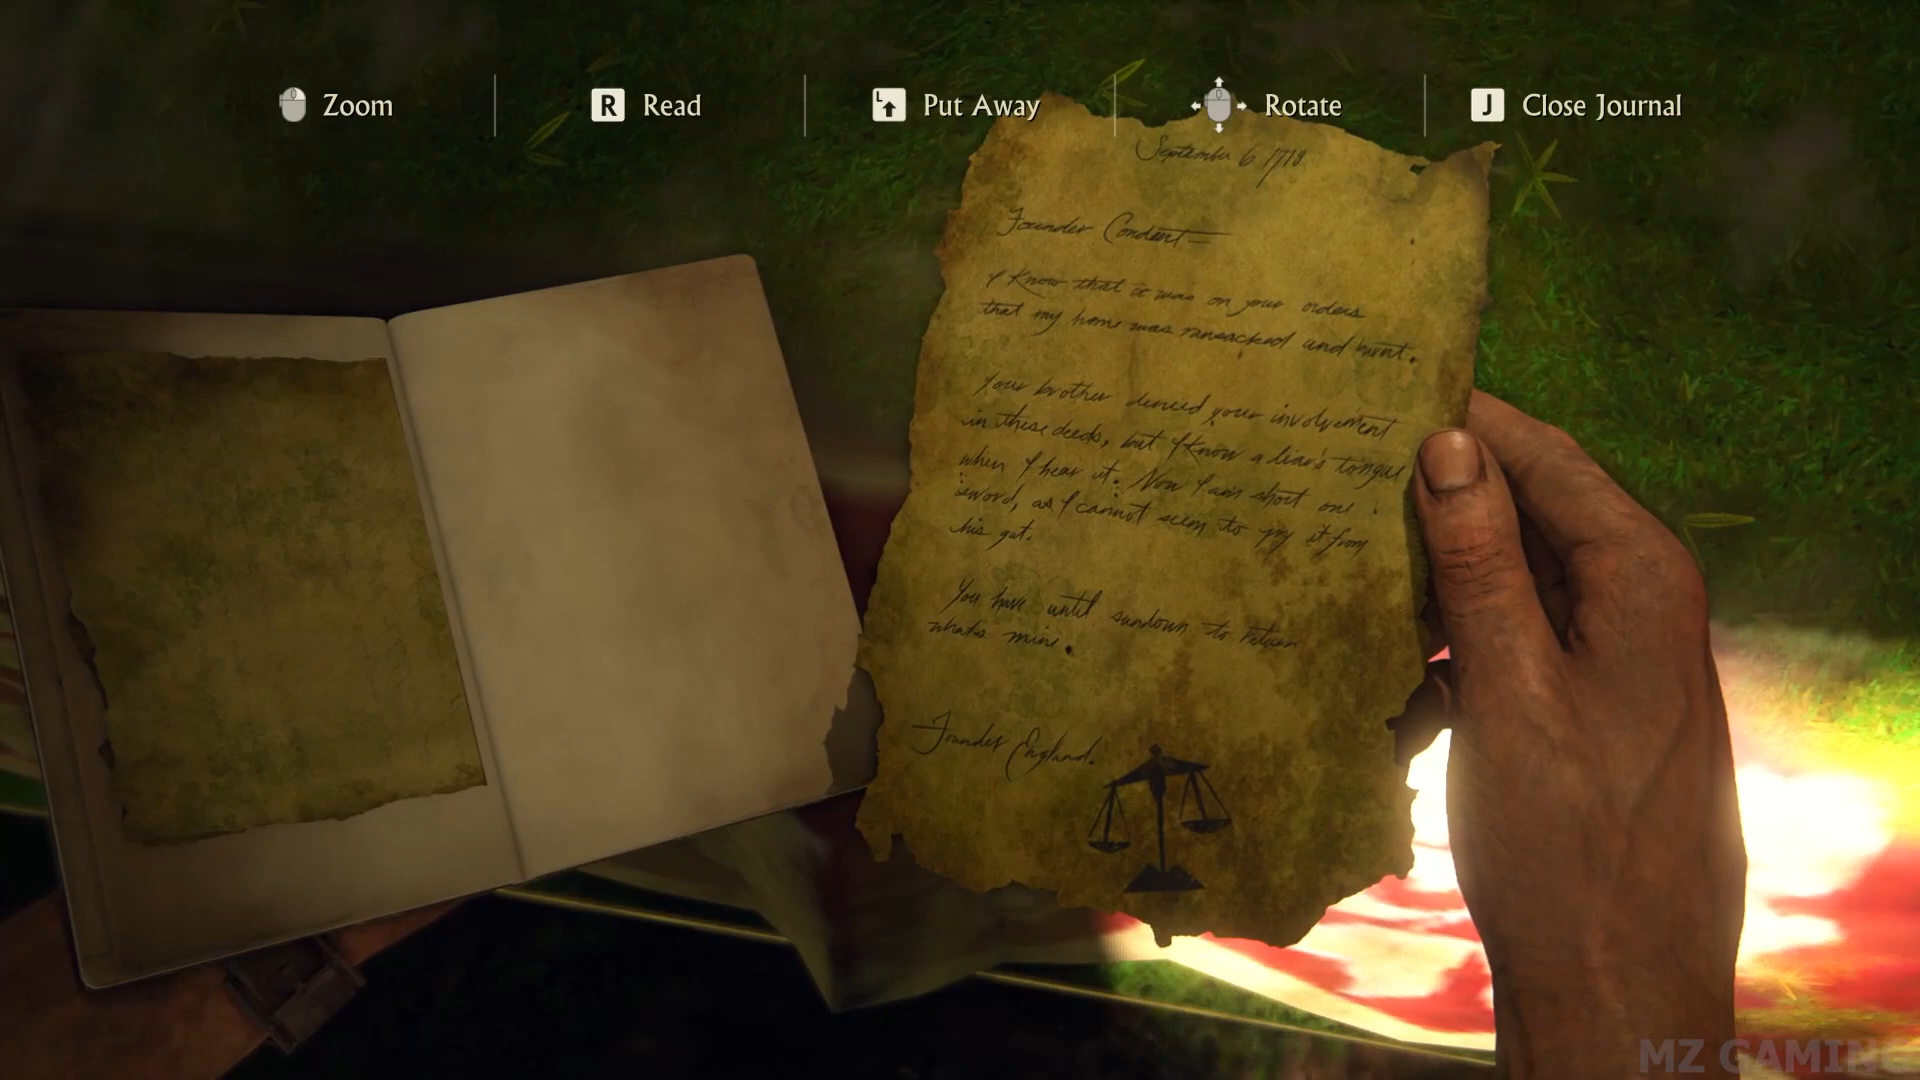 Zoom
R Read
L Put Away
Rotate
J Close Journal
September 6 1718
Founder Condent—
I know that it was on your orders
that my home was ransacked and burnt.
Your brother denied your involvement
in these deeds, but I know a liar's tongue
when I hear it. Now I am short one
sword, as I cannot seem to pry it from
his gut.
You have until sundown to return
what is mine.
Founder England.
MZ GAMING